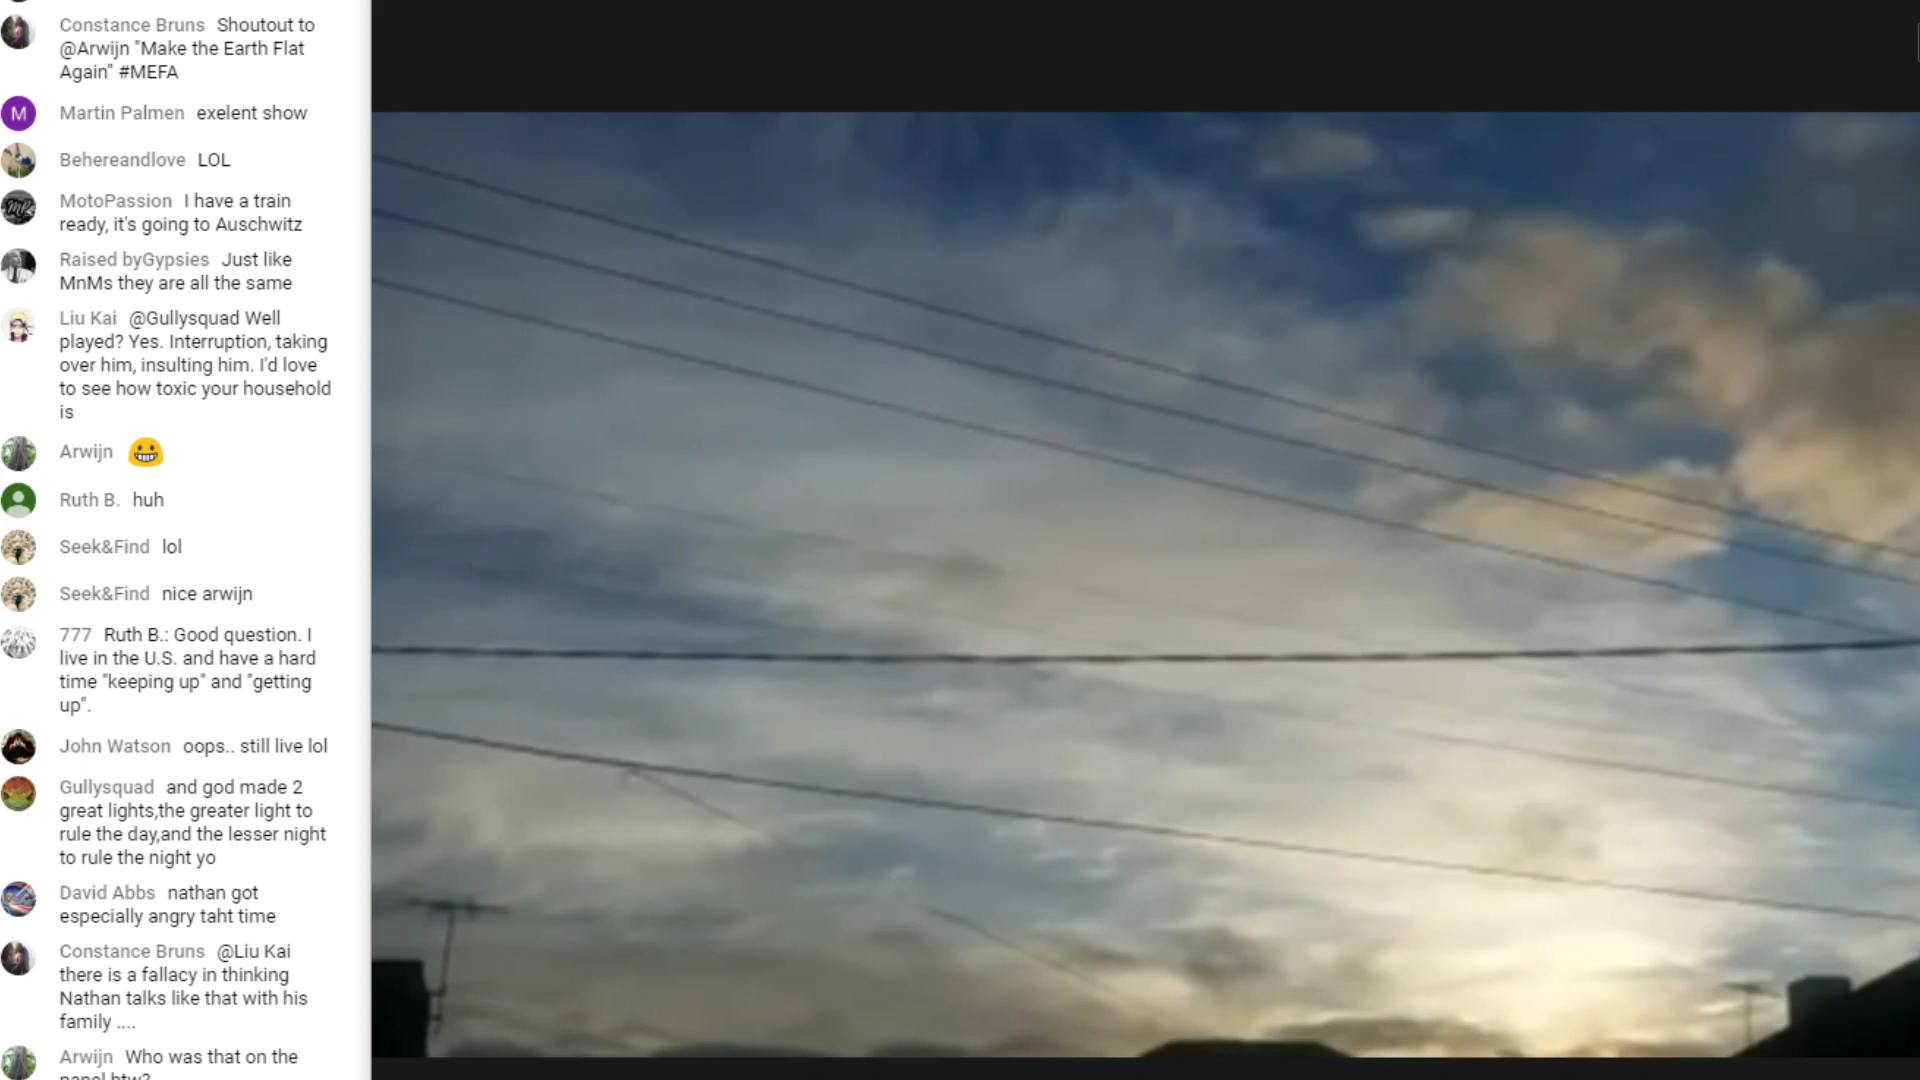 Constance Bruns Shoutout to
@Arwijn "Make the Earth Flat
Again" #MEFA
M
Martin Palmen exelent show
Behereandlove LOL
MotoPassion I have a train
ready, it's going to Auschwitz
Raised byGypsies Just like
MnMs they are all the same
Liu Kai @Gullysquad Well
played? Yes. Interruption, taking
over him, insulting him. I'd love
to see how toxic your household
is
Arwijn 😀
Ruth B. huh
Seek&Find lol
Seek&Find nice arwijn
777 Ruth B.: Good question. I
live in the U.S. and have a hard
time "keeping up" and "getting
up".
John Watson oops.. still live lol
Gullysquad and god made 2
great lights,the greater light to
rule the day,and the lesser night
to rule the night yo
David Abbs nathan got
especially angry taht time
Constance Bruns @Liu Kai
there is a fallacy in thinking
Nathan talks like that with his
family ....
Arwijn Who was that on the
panel btw?